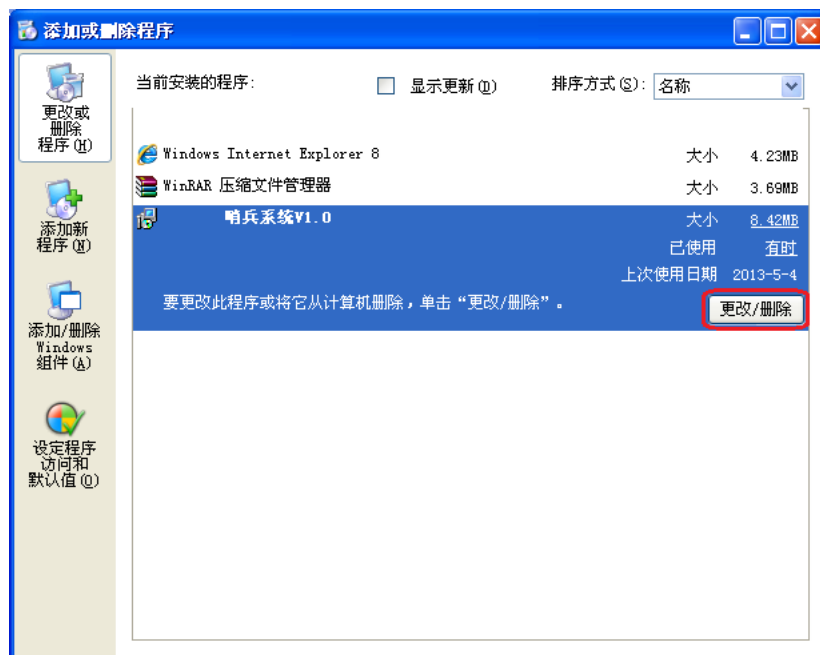 添加或删除程序
更改或
删除
程序(H)
添加新
程序(N)
添加/删除
Windows
组件(A)
设定程序
访问和
默认值(O)
当前安装的程序:
显示更新(D)
排序方式(S): 名称
Windows Internet Explorer 8 大小 4.23MB
WinRAR 压缩文件管理器 大小 3.69MB
哨兵系统V1.0 大小 8.42MB
已使用 有时
上次使用日期 2013-5-4
要更改此程序或将它从计算机删除，单击“更改/删除”。 更改/删除